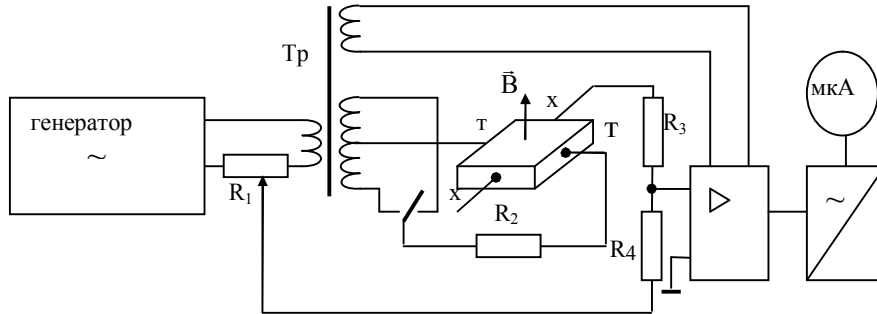 Тр
генератор
~
R1
B⃗
х
Т
Т
х
R2
R3
R4
мкА
~